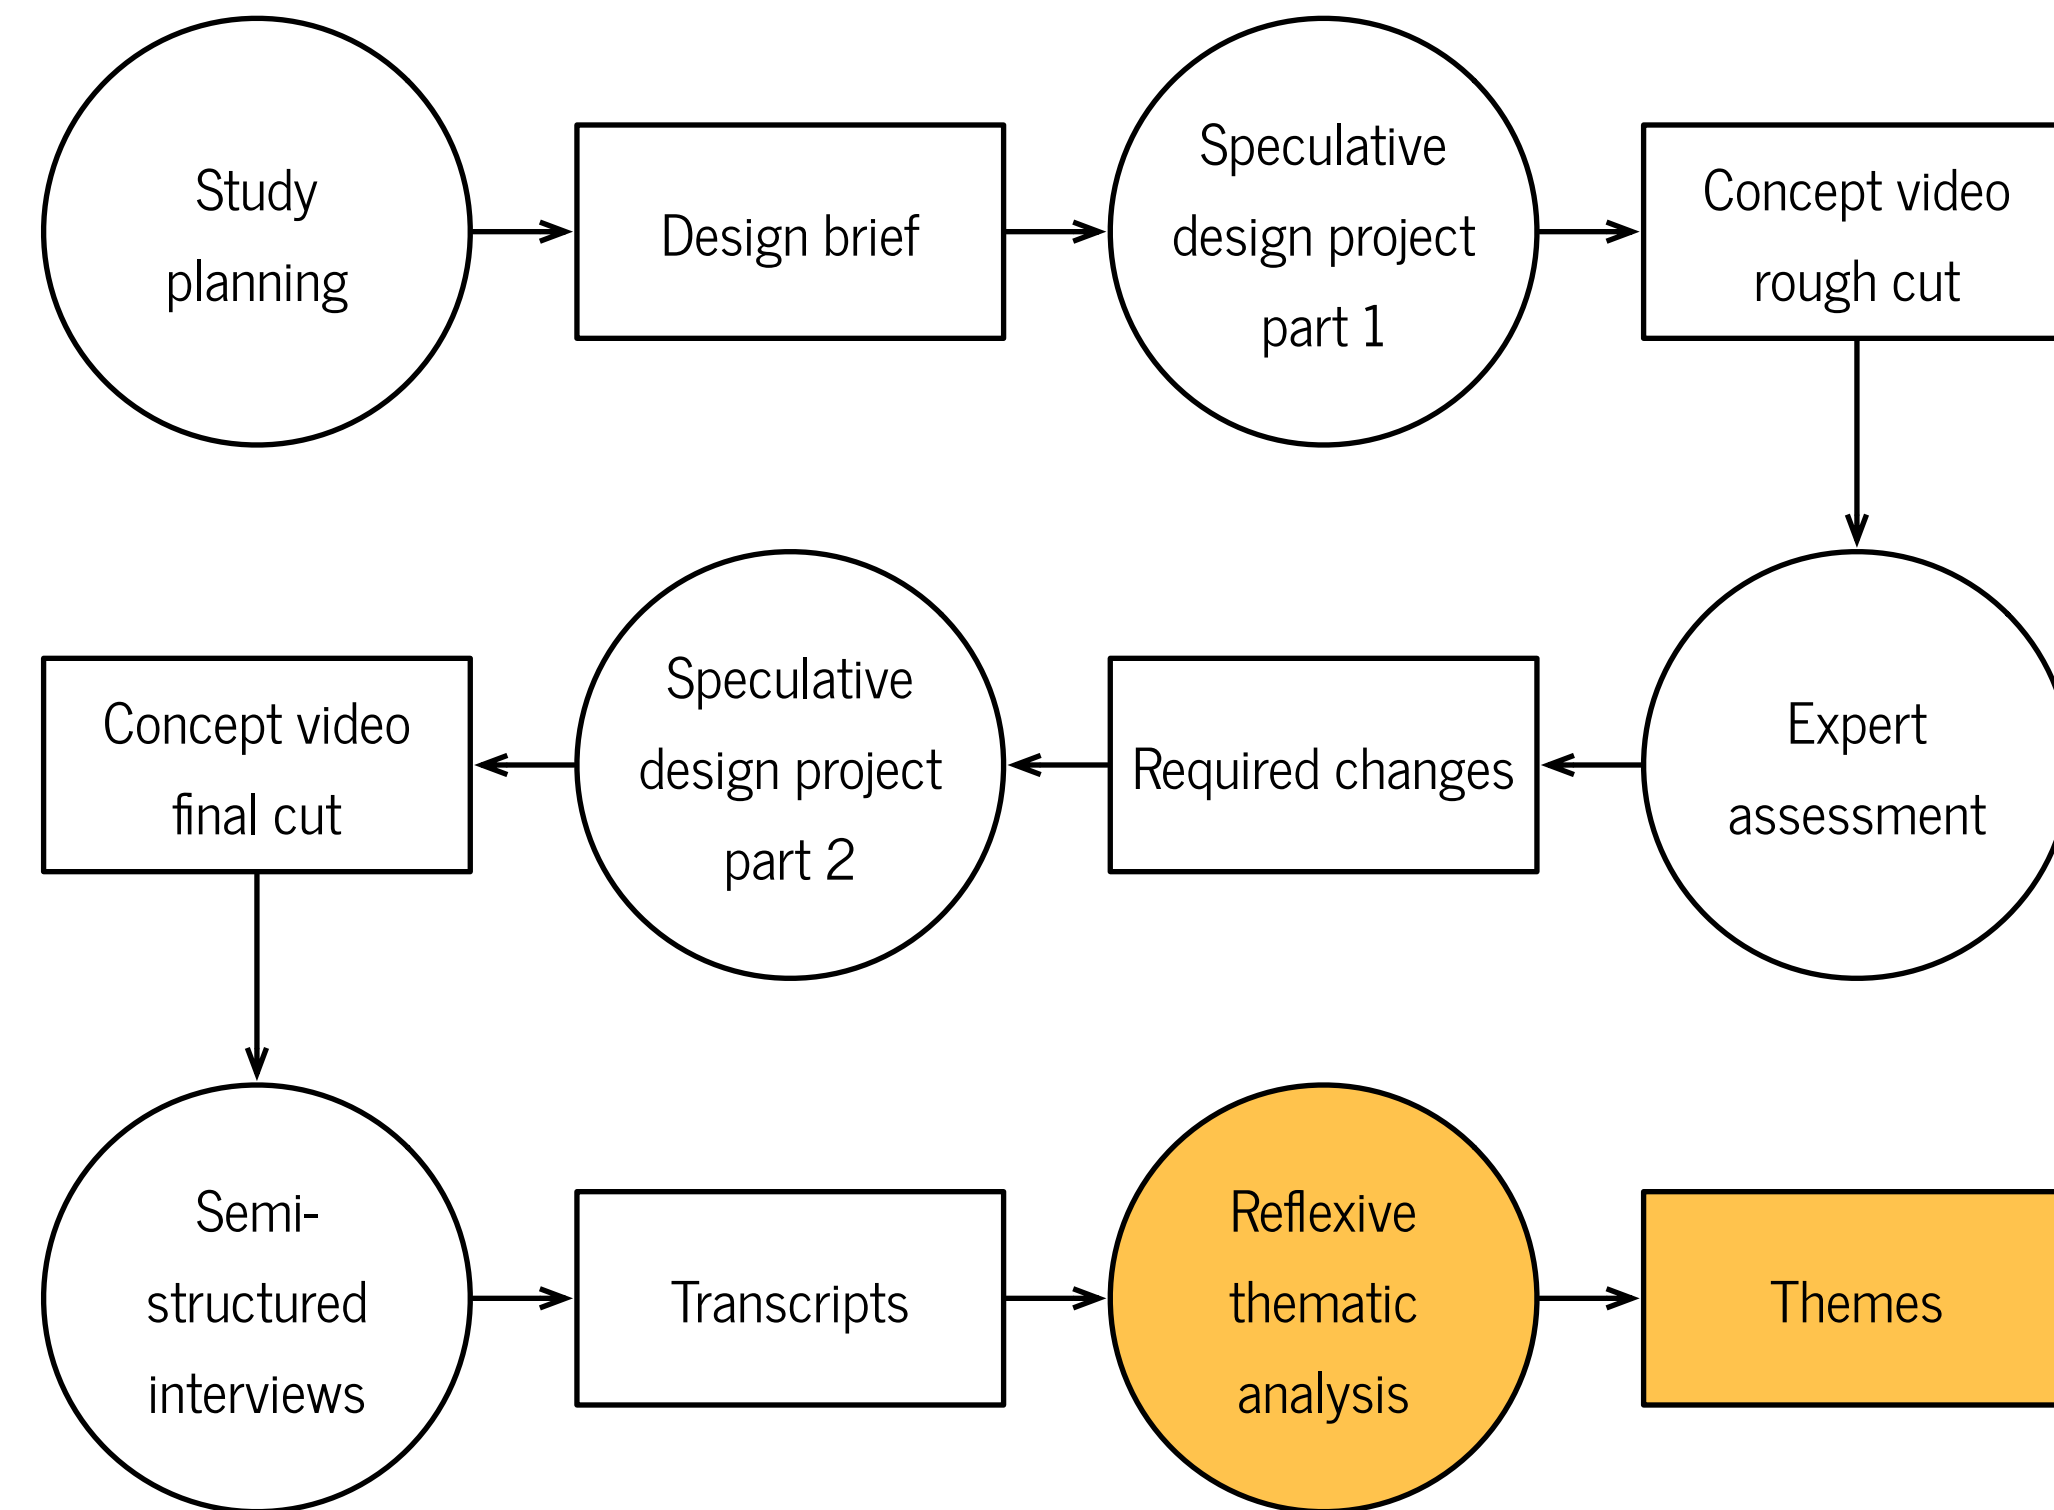 Study
planning
Design brief
Speculative
design project
part 1
Concept video
rough cut
Expert
assessment
Required changes
Speculative
design project
part 2
Concept video
final cut
Semi-
structured
interviews
Transcripts
Reflexive
thematic
analysis
Themes